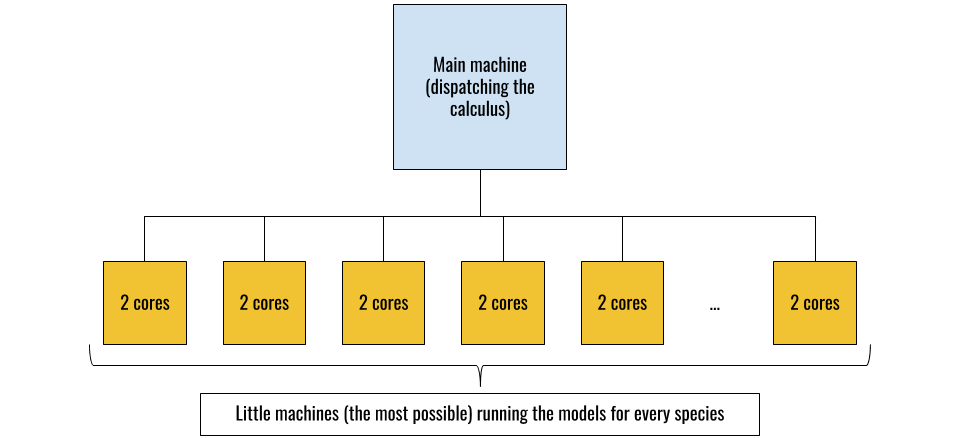 Main machine
(dispatching the
calculus)
2 cores
2 cores
2 cores
2 cores
2 cores
...
2 cores
Little machines (the most possible) running the models for every species